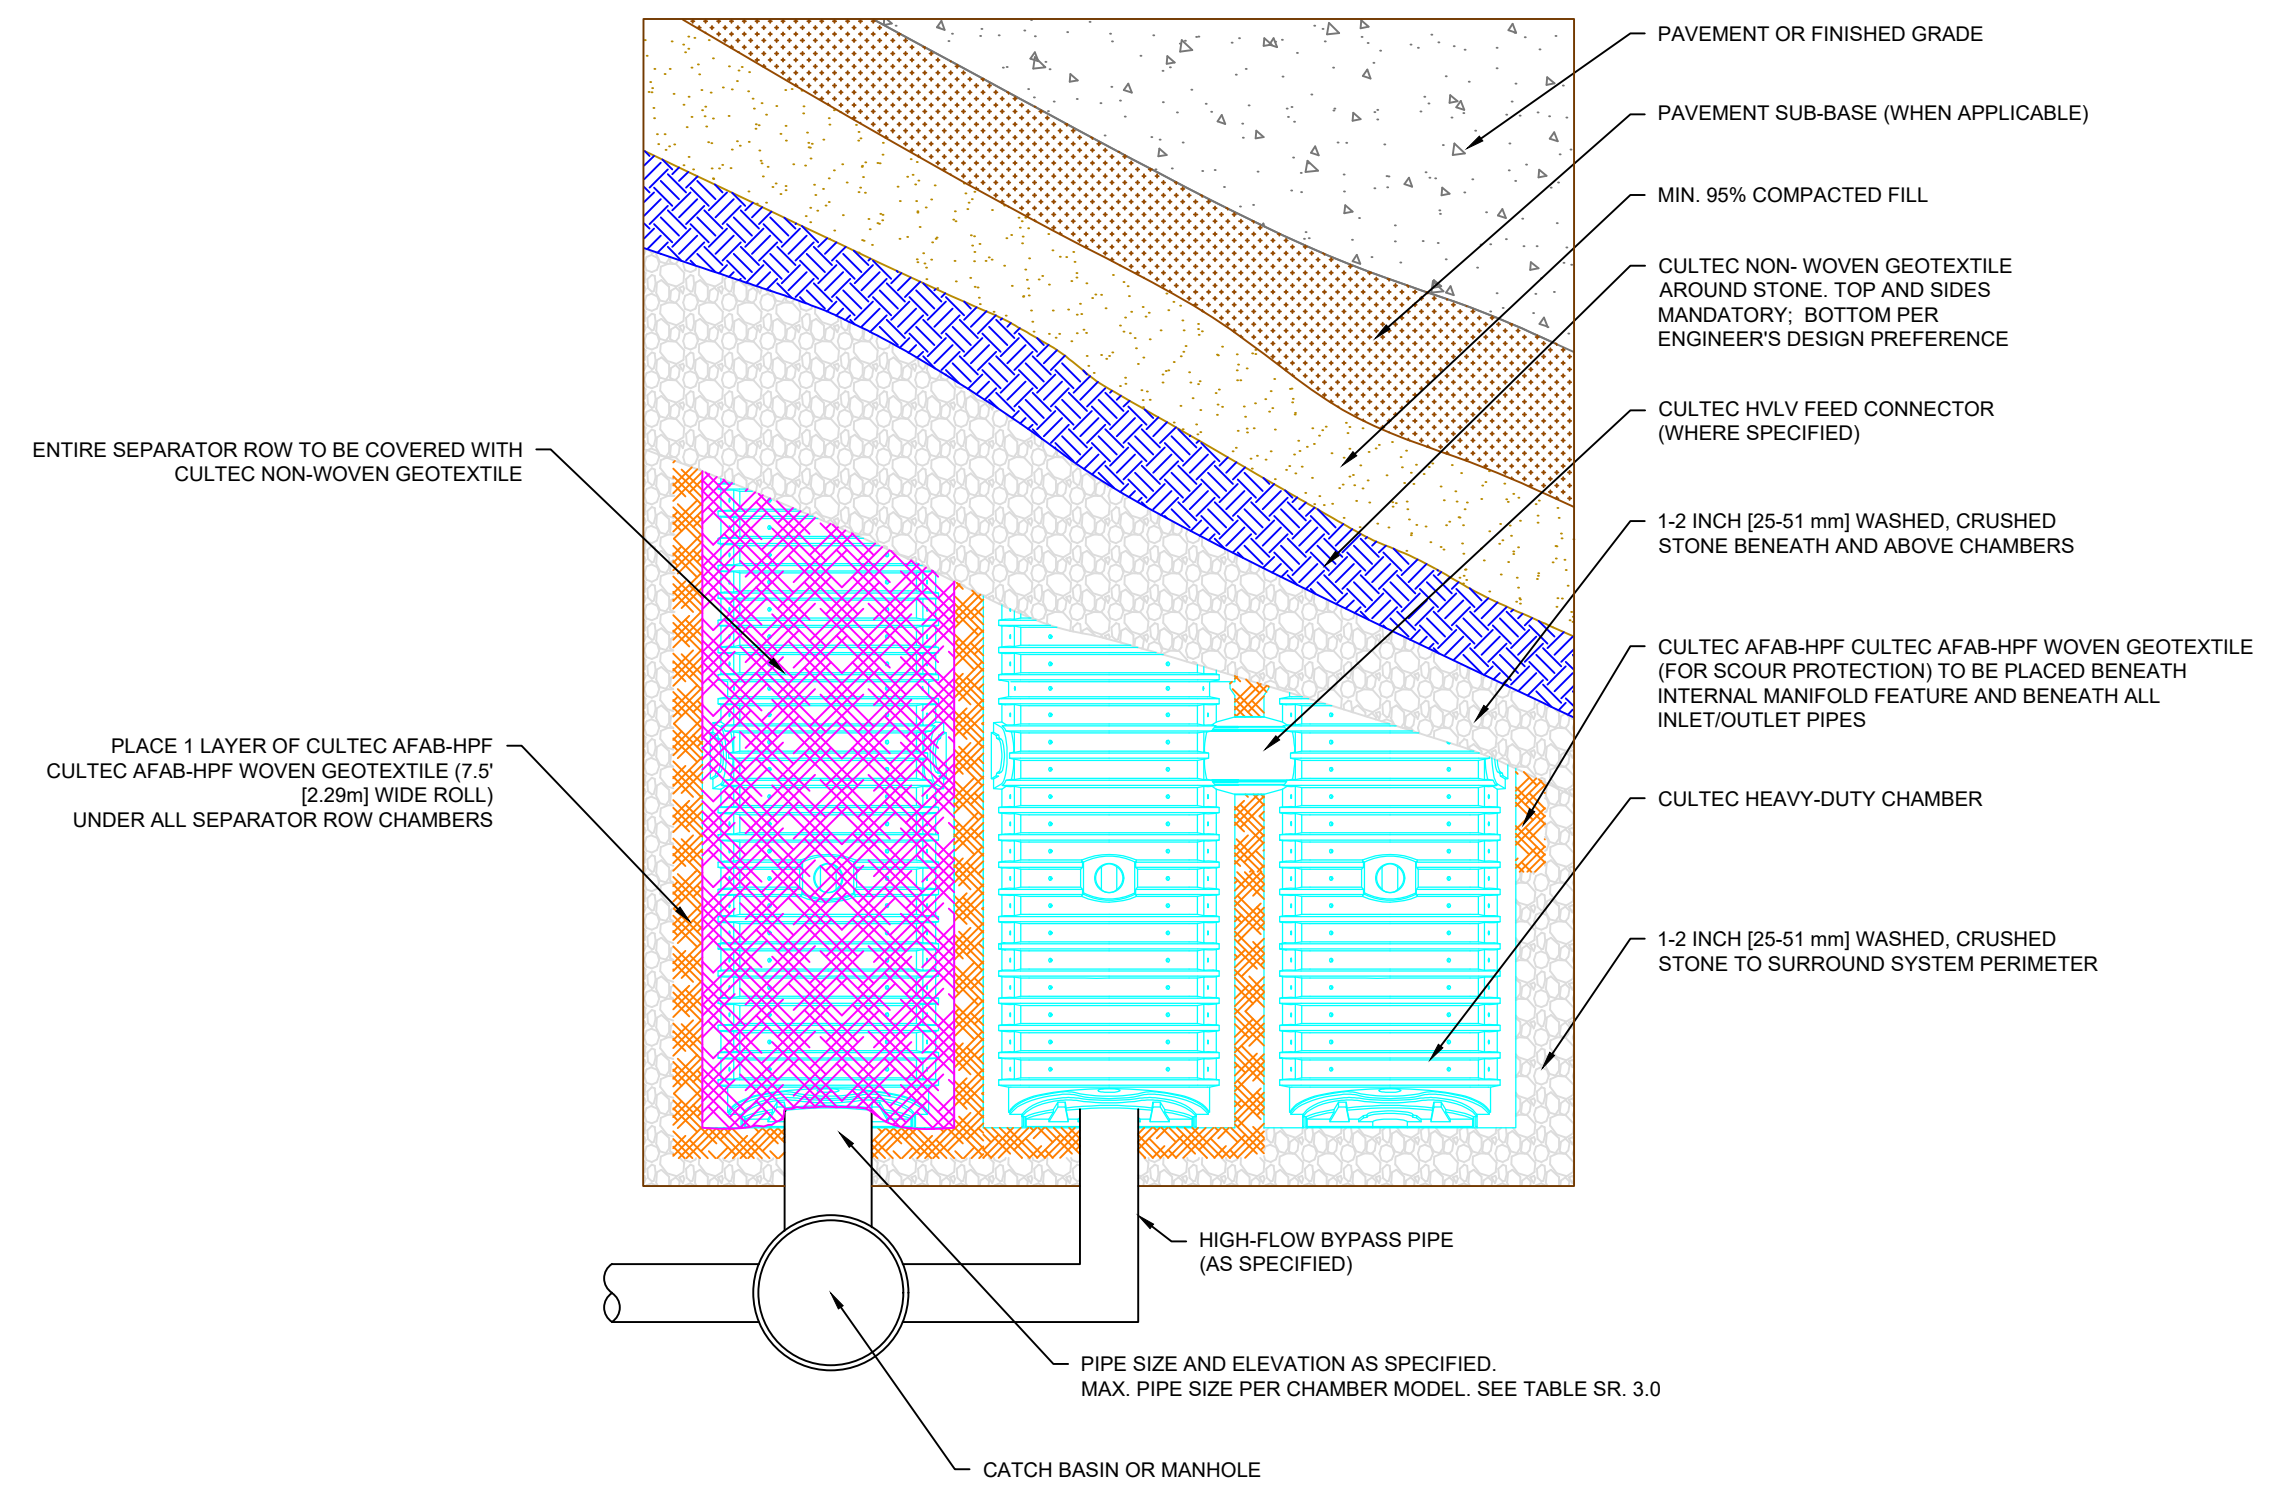 PAVEMENT OR FINISHED GRADE
PAVEMENT SUB-BASE (WHEN APPLICABLE)
MIN. 95% COMPACTED FILL
CULTEC NON- WOVEN GEOTEXTILE
AROUND STONE. TOP AND SIDES
MANDATORY; BOTTOM PER
ENGINEER'S DESIGN PREFERENCE
CULTEC HVLV FEED CONNECTOR
(WHERE SPECIFIED)
ENTIRE SEPARATOR ROW TO BE COVERED WITH
CULTEC NON-WOVEN GEOTEXTILE
1-2 INCH [25-51 mm] WASHED, CRUSHED
STONE BENEATH AND ABOVE CHAMBERS
CULTEC AFAB-HPF CULTEC AFAB-HPF WOVEN GEOTEXTILE
(FOR SCOUR PROTECTION) TO BE PLACED BENEATH
INTERNAL MANIFOLD FEATURE AND BENEATH ALL
INLET/OUTLET PIPES
PLACE 1 LAYER OF CULTEC AFAB-HPF
CULTEC AFAB-HPF WOVEN GEOTEXTILE (7.5'
[2.29m] WIDE ROLL)
UNDER ALL SEPARATOR ROW CHAMBERS
CULTEC HEAVY-DUTY CHAMBER
1-2 INCH [25-51 mm] WASHED, CRUSHED
STONE TO SURROUND SYSTEM PERIMETER
HIGH-FLOW BYPASS PIPE
(AS SPECIFIED)
PIPE SIZE AND ELEVATION AS SPECIFIED.
MAX. PIPE SIZE PER CHAMBER MODEL. SEE TABLE SR. 3.0
CATCH BASIN OR MANHOLE